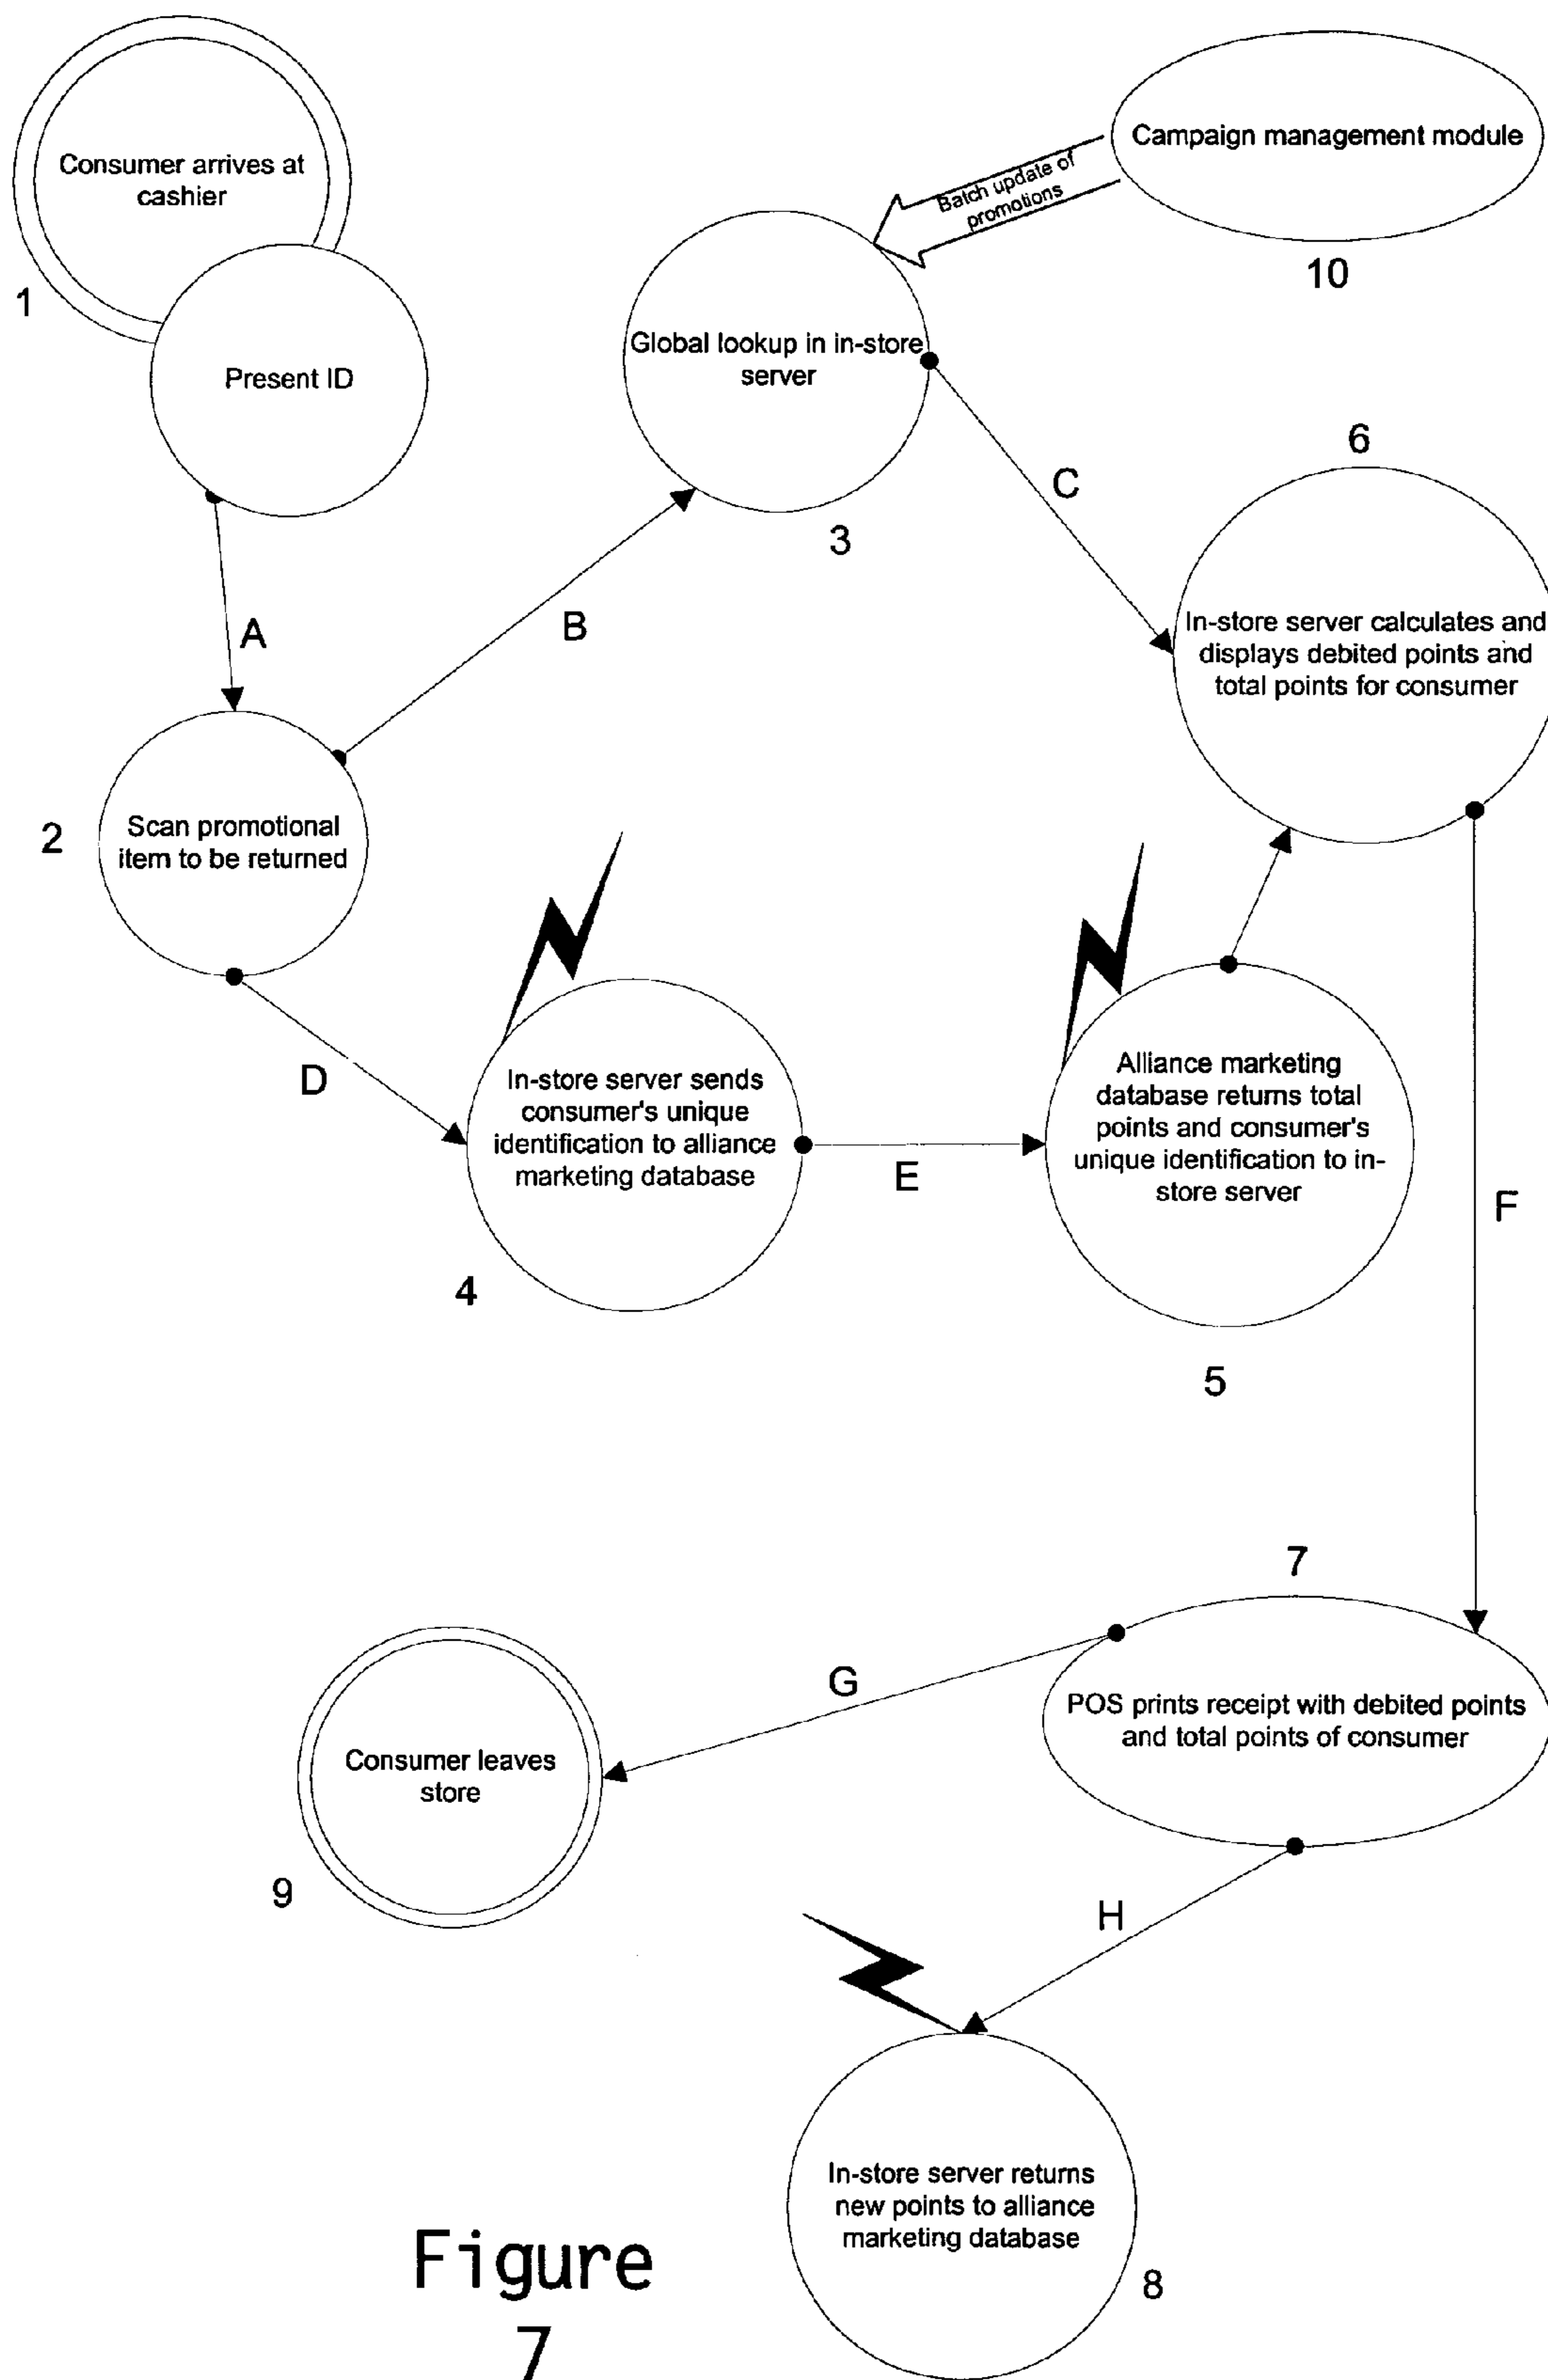 Consumer arrives at
cashier
1
Present ID
Campaign management module
10
Batch update of
promotions
Global lookup in in-store
server
3
A
B
C
6
In-store server calculates and
displays debited points and
total points for consumer
2
Scan promotional
item to be returned
D
In-store server sends
consumer's unique
identification to alliance
marketing database
4
E
Alliance marketing
database returns total
points and consumer's
unique identification to in-
store server
5
F
7
POS prints receipt with debited points
and total points of consumer
G
Consumer leaves
store
9
H
In-store server returns
new points to alliance
marketing database
8
Figure
7